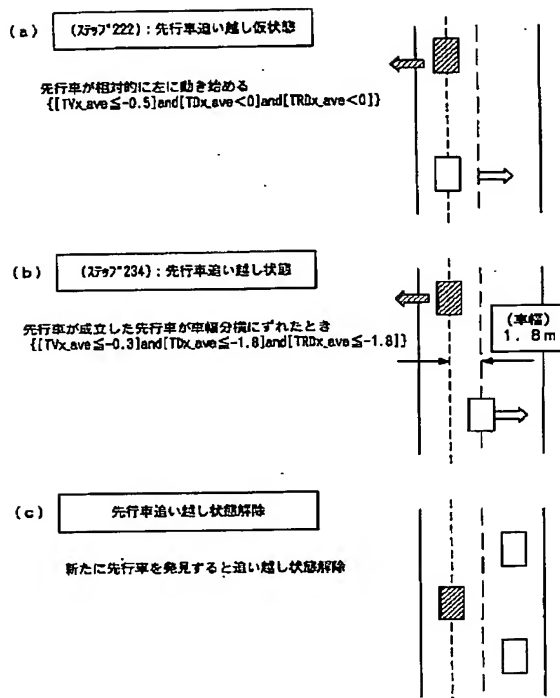 (a) (ステップ222):先行車追い越し仮状態
先行車が相対的に左に動き始める
{[TVx_ave≦-0.5]and[TDx_ave<0]and[TRDx_ave<0]}
(b) (ステップ234):先行車追い越し状態
先行車が成立した先行車が車幅分横にずれたとき
{[TVx_ave≦-0.3]and[TDx_ave≦-1.8]and[TRDx_ave≦-1.8]}
(車幅)
1.8m
(c) 先行車追い越し状態解除
新たに先行車を発見すると追い越し状態解除